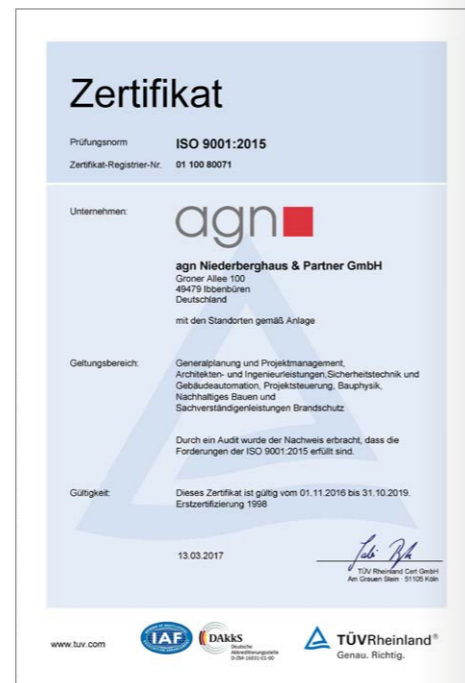 Zertifikat
Prüfungsnorm ISO 9001:2015
Zertifikat-Registrier-Nr. 01 100 80071
Unternehmen:
agn
agn Niederberghaus & Partner GmbH
Groner Allee 100
49479 Ibbenbüren
Deutschland
mit den Standorten gemäß Anlage
Geltungsbereich: Generalplanung und Projektmanagement,
Architekten- und Ingenieurleistungen,Sicherheitstechnik und
Gebäudeautomation, Projektsteuerung, Bauphysik,
Nachhaltiges Bauen und
Sachverständigenleistungen Brandschutz
Durch ein Audit wurde der Nachweis erbracht, dass die
Forderungen der ISO 9001:2015 erfüllt sind.
Gültigkeit: Dieses Zertifikat ist gültig vom 01.11.2016 bis 31.10.2019.
Erstzertifizierung 1998
13.03.2017
TÜV Rheinland Cert GmbH
Am Grauen Stein · 51105 Köln
www.tuv.com
IAF
DAkkS
Deutsche
Akkreditierungsstelle
TÜVRheinland®
Genau. Richtig.